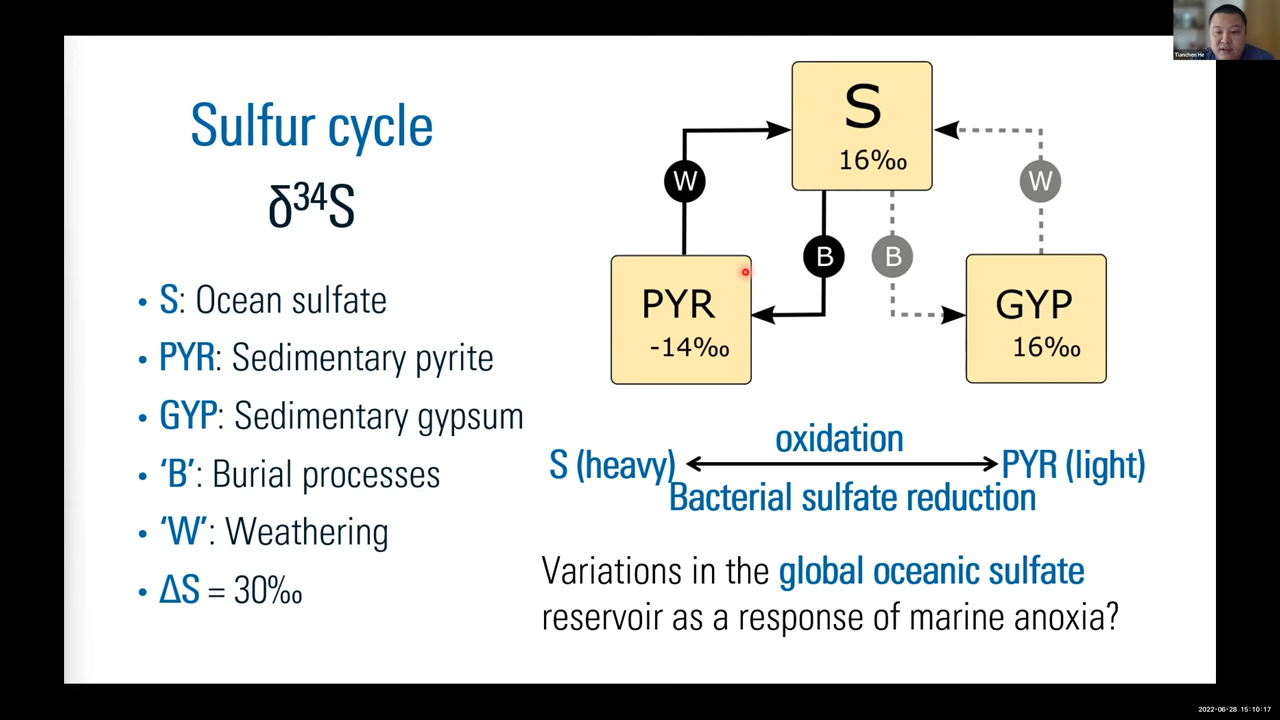 Tianchen He
Sulfur cycle
δ³⁴S
• S: Ocean sulfate
• PYR: Sedimentary pyrite
• GYP: Sedimentary gypsum
• ‘B’: Burial processes
• ‘W’: Weathering
• ΔS = 30‰
S
16‰
W
W
B
B
PYR
-14‰
GYP
16‰
oxidation
S (heavy)
PYR (light)
Bacterial sulfate reduction
Variations in the global oceanic sulfate
reservoir as a response of marine anoxia?
2022-06-28 15:10:17